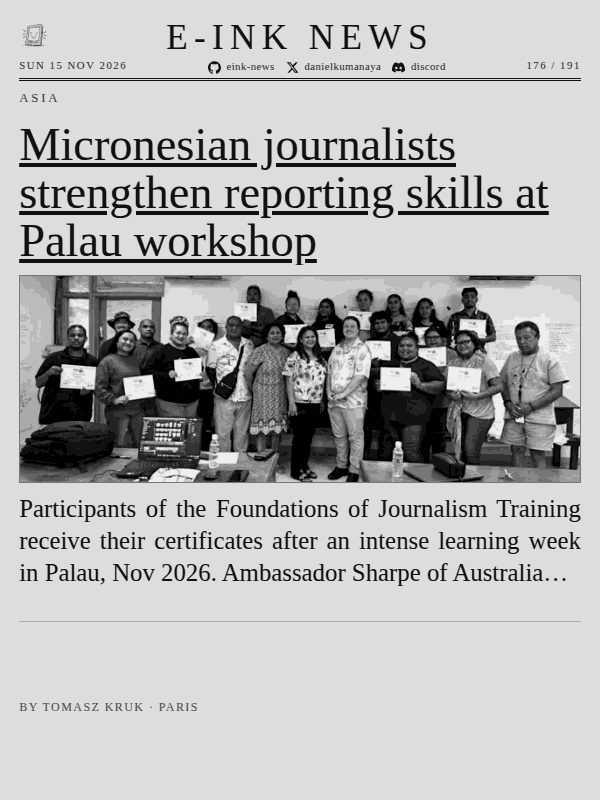 E-INK NEWS
SUN 15 NOV 2026
eink-news
danielkumanaya
discord
176 / 191
ASIA
Micronesian journalists
strengthen reporting skills at
Palau workshop
Participants of the Foundations of Journalism Training
receive their certificates after an intense learning week
in Palau, Nov 2026. Ambassador Sharpe of Australia…
BY TOMASZ KRUK · PARIS